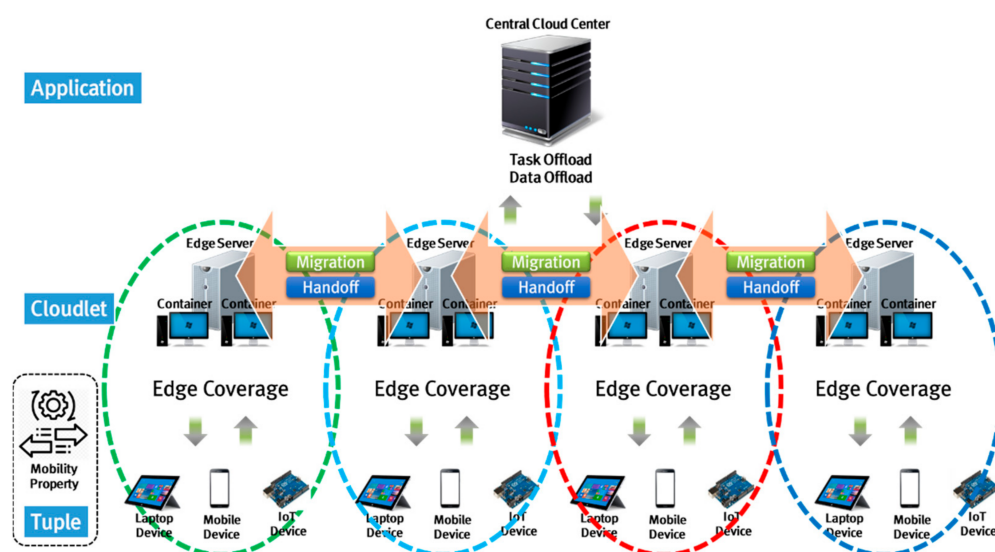 Central Cloud Center
Application
Task Offload
Data Offload
Edge Server
Edge Server
Edge Server
Edge Server
Migration
Migration
Migration
Handoff
Handoff
Handoff
Cloudlet
Container Container
Container Container
Container Container
Container Container
Edge Coverage
Edge Coverage
Edge Coverage
Edge Coverage
Mobility
Property
Tuple
Laptop
Device
Mobile
Device
IoT
Device
Laptop
Device
Mobile
Device
IoT
Device
Laptop
Device
Mobile
Device
IoT
Device
Laptop
Device
Mobile
Device
IoT
Device